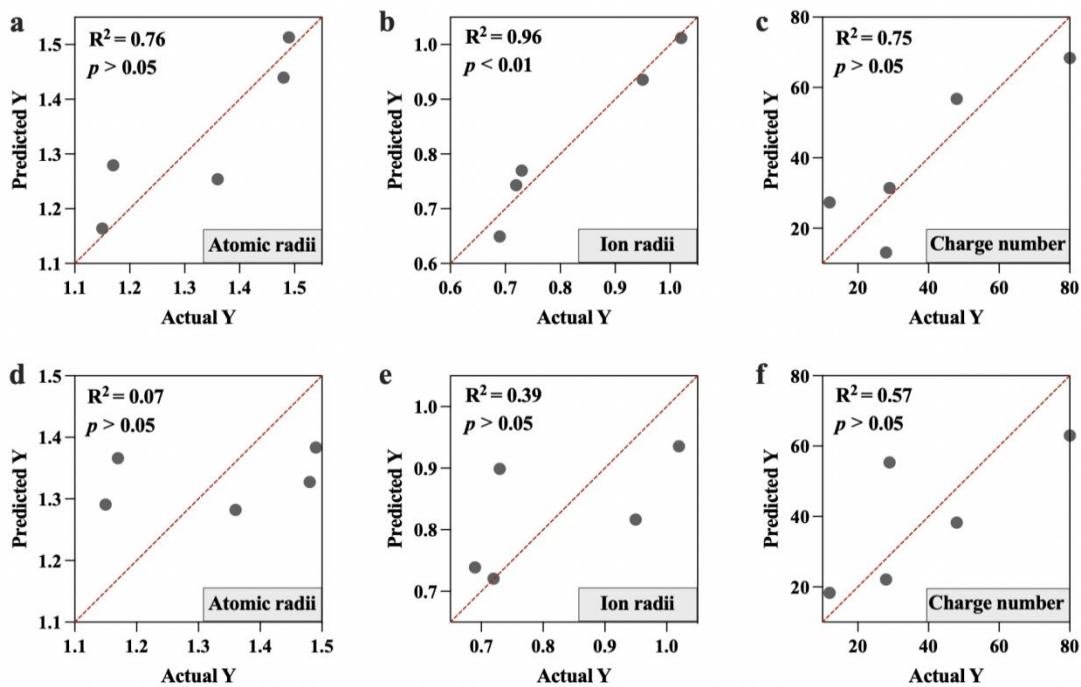 a
R² = 0.76
p > 0.05
Predicted Y
1.5
1.4
1.3
1.2
1.1
Atomic radii
1.1 1.2 1.3 1.4 1.5
Actual Y
b
R² = 0.96
p < 0.01
Predicted Y
1.0
0.9
0.8
0.7
0.6
Ion radii
0.6 0.7 0.8 0.9 1.0
Actual Y
c
R² = 0.75
p > 0.05
Predicted Y
80
60
40
20
Charge number
20 40 60 80
Actual Y
d
R² = 0.07
p > 0.05
Predicted Y
1.5
1.4
1.3
1.2
1.1
Atomic radii
1.1 1.2 1.3 1.4 1.5
Actual Y
e
R² = 0.39
p > 0.05
Predicted Y
1.0
0.9
0.8
0.7
Ion radii
0.7 0.8 0.9 1.0
Actual Y
f
R² = 0.57
p > 0.05
Predicted Y
80
60
40
20
Charge number
20 40 60 80
Actual Y